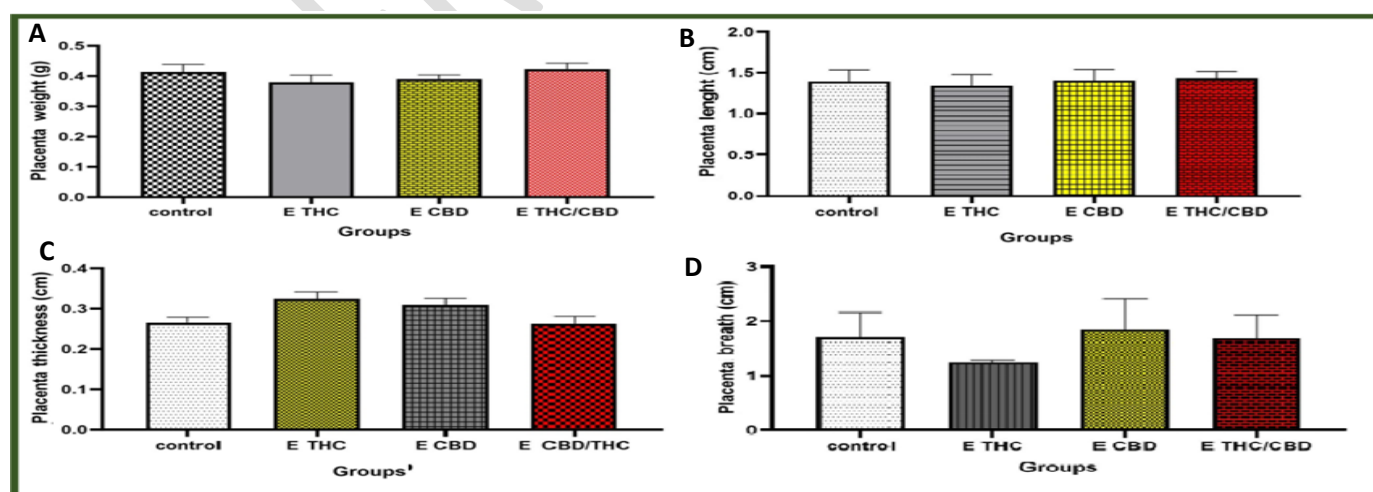 A
Placenta weight (g)
0.5
0.4
0.3
0.2
0.1
0.0
control E THC E CBD E THC/CBD
Groups
B
Placenta lenght (cm)
2.0
1.5
1.0
0.5
0.0
control E THC E CBD E THC/CBD
Groups
C
Placenta thickness (cm)
0.4
0.3
0.2
0.1
0.0
control E THC E CBD E CBD/THC
Groups'
D
Placenta breath (cm)
3
2
1
0
control E THC E CBD E THC/CBD
Groups